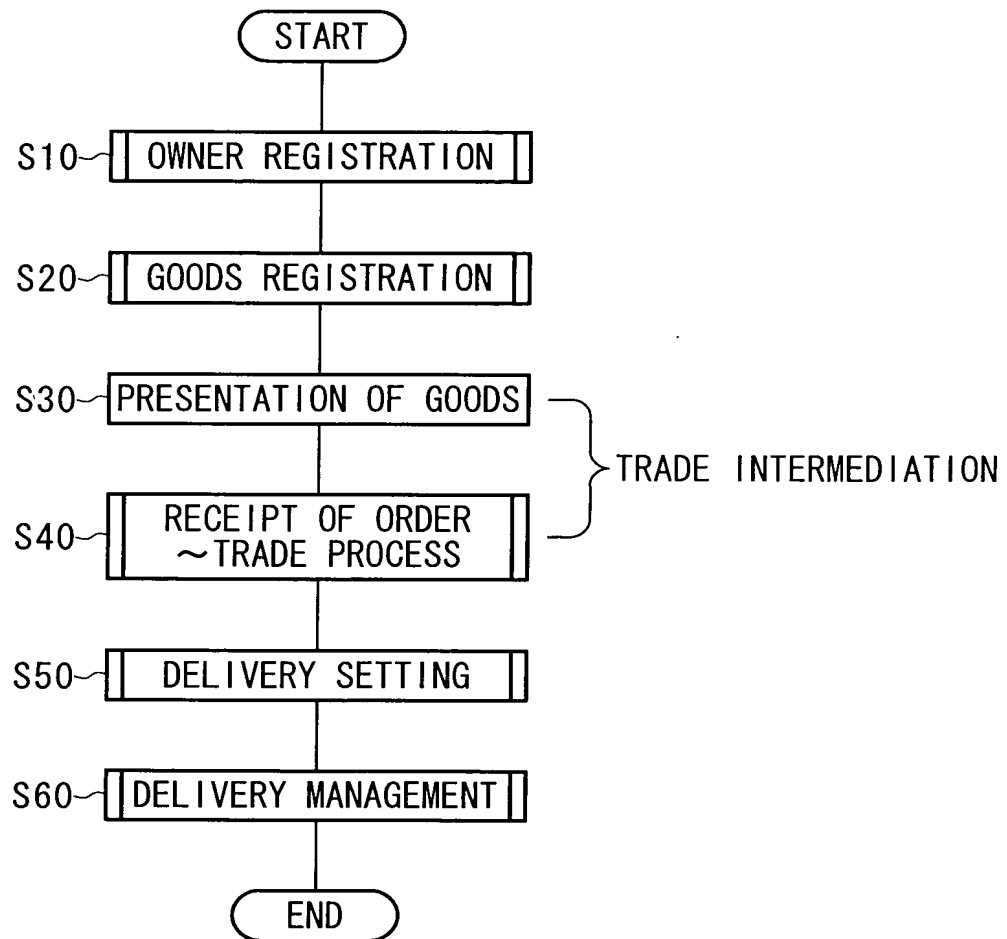 START
S10 OWNER REGISTRATION
S20 GOODS REGISTRATION
S30 PRESENTATION OF GOODS
TRADE INTERMEDIATION
S40 RECEIPT OF ORDER
~TRADE PROCESS
S50 DELIVERY SETTING
S60 DELIVERY MANAGEMENT
END